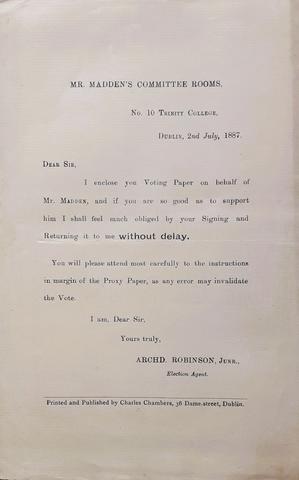 MR. MADDEN'S COMMITTEE ROOMS.
No. 10 TRINITY COLLEGE,
DUBLIN, 2nd July, 1887.
DEAR SIR,
I enclose you Voting Paper on behalf of
MR. MADDEN, and if you are so good as to support
him I shall feel much obliged by your Signing and
Returning it to me without delay.
You will please attend most carefully to the instructions
in margin of the Proxy Paper, as any error may invalidate
the Vote.
I am, Dear Sir,
Yours truly,
ARCHD. ROBINSON, JUNR.,
Election Agent.
Printed and Published by Charles Chambers, 36 Dame-street, Dublin.